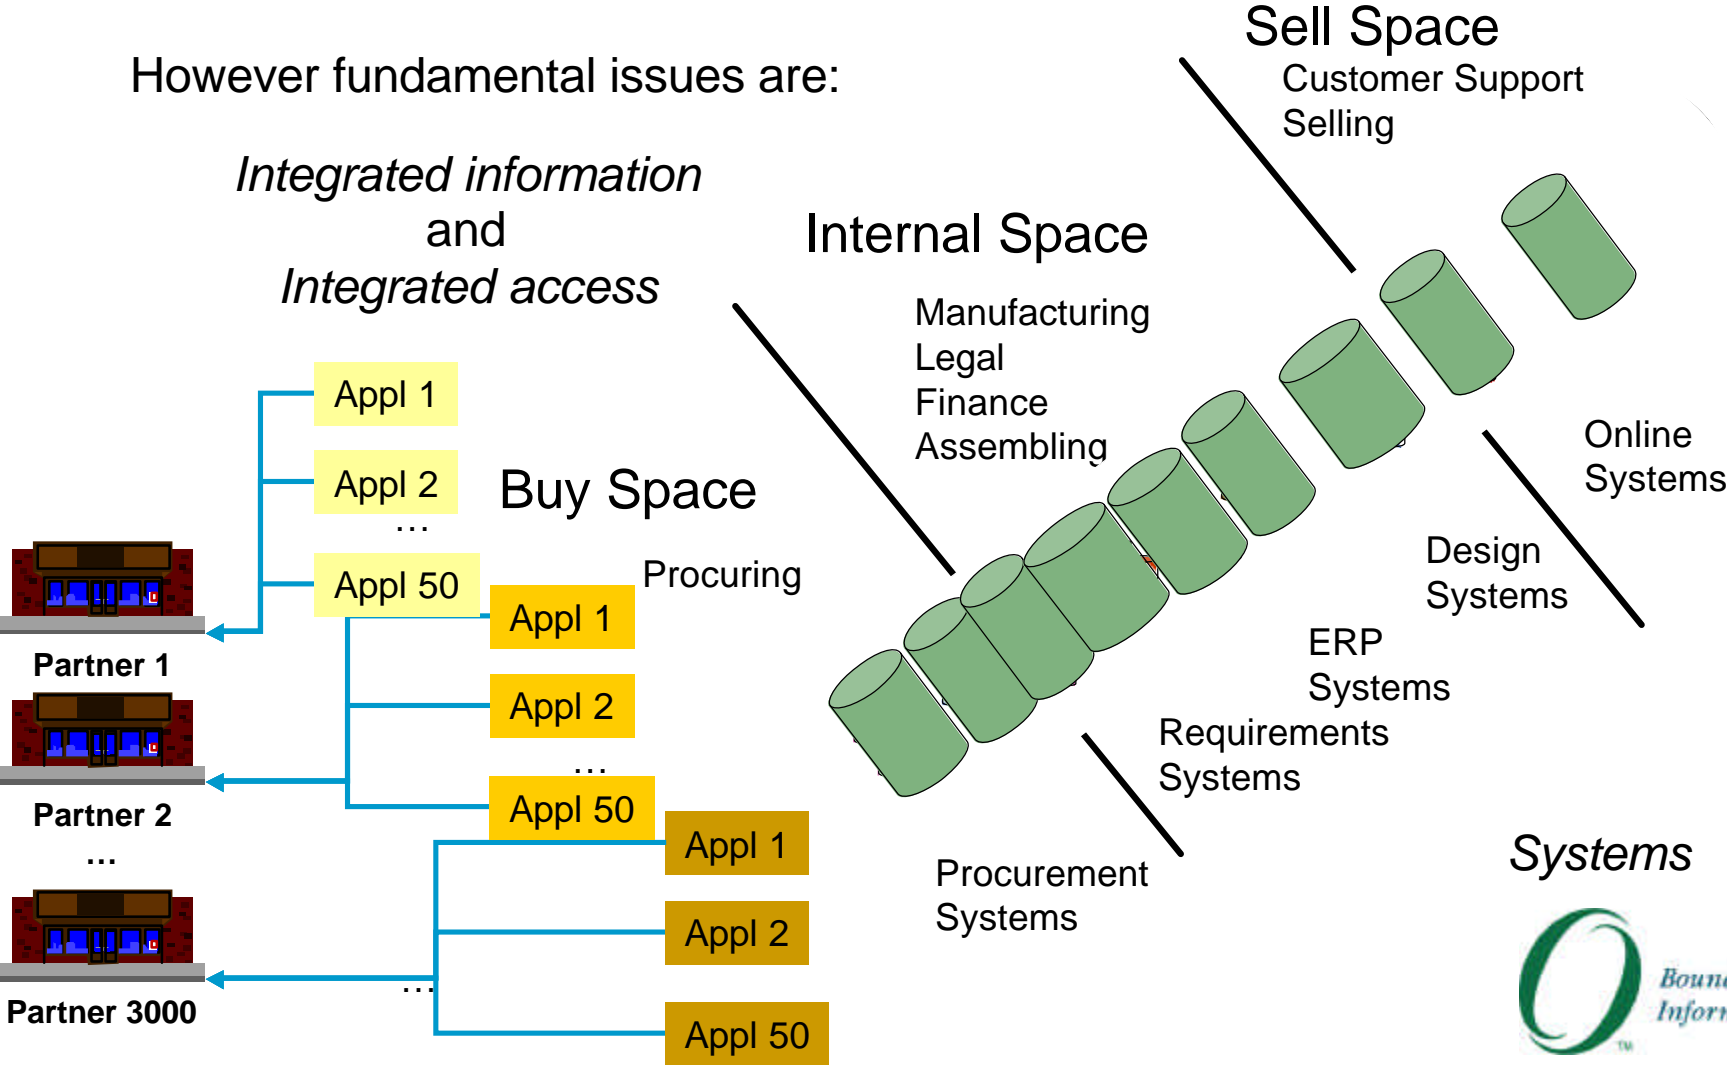 However fundamental issues are:
Integrated information
and
Integrated access
Sell Space
Customer Support
Selling
Internal Space
Manufacturing
Legal
Finance
Assembling
Buy Space
Procuring
Appl 1
Appl 2
...
Appl 50
Partner 1
Appl 1
Appl 2
...
Appl 50
Partner 2
...
Appl 1
Appl 2
...
Appl 50
Partner 3000
Online
Systems
Design
Systems
ERP
Systems
Requirements
Systems
Procurement
Systems
Systems
TM